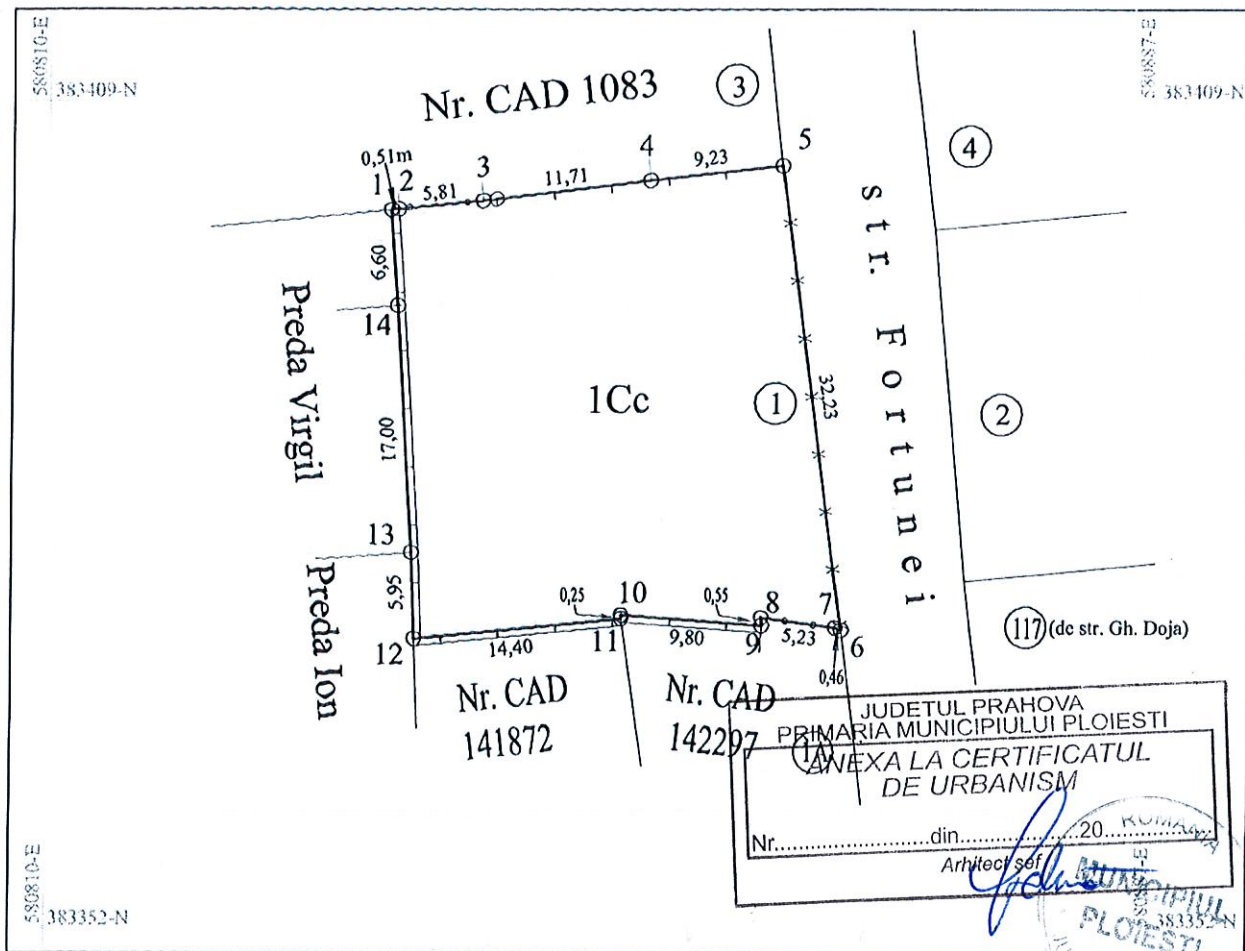 580810-E
383409-N
580887-E
383409-N
Nr. CAD 1083
3
4
0,51m
1
2
5,81
3
11,71
4
9,23
5
6,60
14
Preda Virgil
17,00
1Cc
1
32,23
str. Fortunei
2
13
5,95
Preda Ion
12
14,40
0,25
10
11
9,80
0,55
8
9
5,23
7
6
0,46
117 (de str. Gh. Doja)
Nr. CAD
141872
Nr. CAD
142297
1A
JUDETUL PRAHOVA
PRIMARIA MUNICIPIULUI PLOIESTI
ANEXA LA CERTIFICATUL
DE URBANISM
Nr..........................din.....................20..................
Arhitect sef
ROMANIA
MUNICIPIUL
PLOIESTI
580810-E
383352-N
383352-N